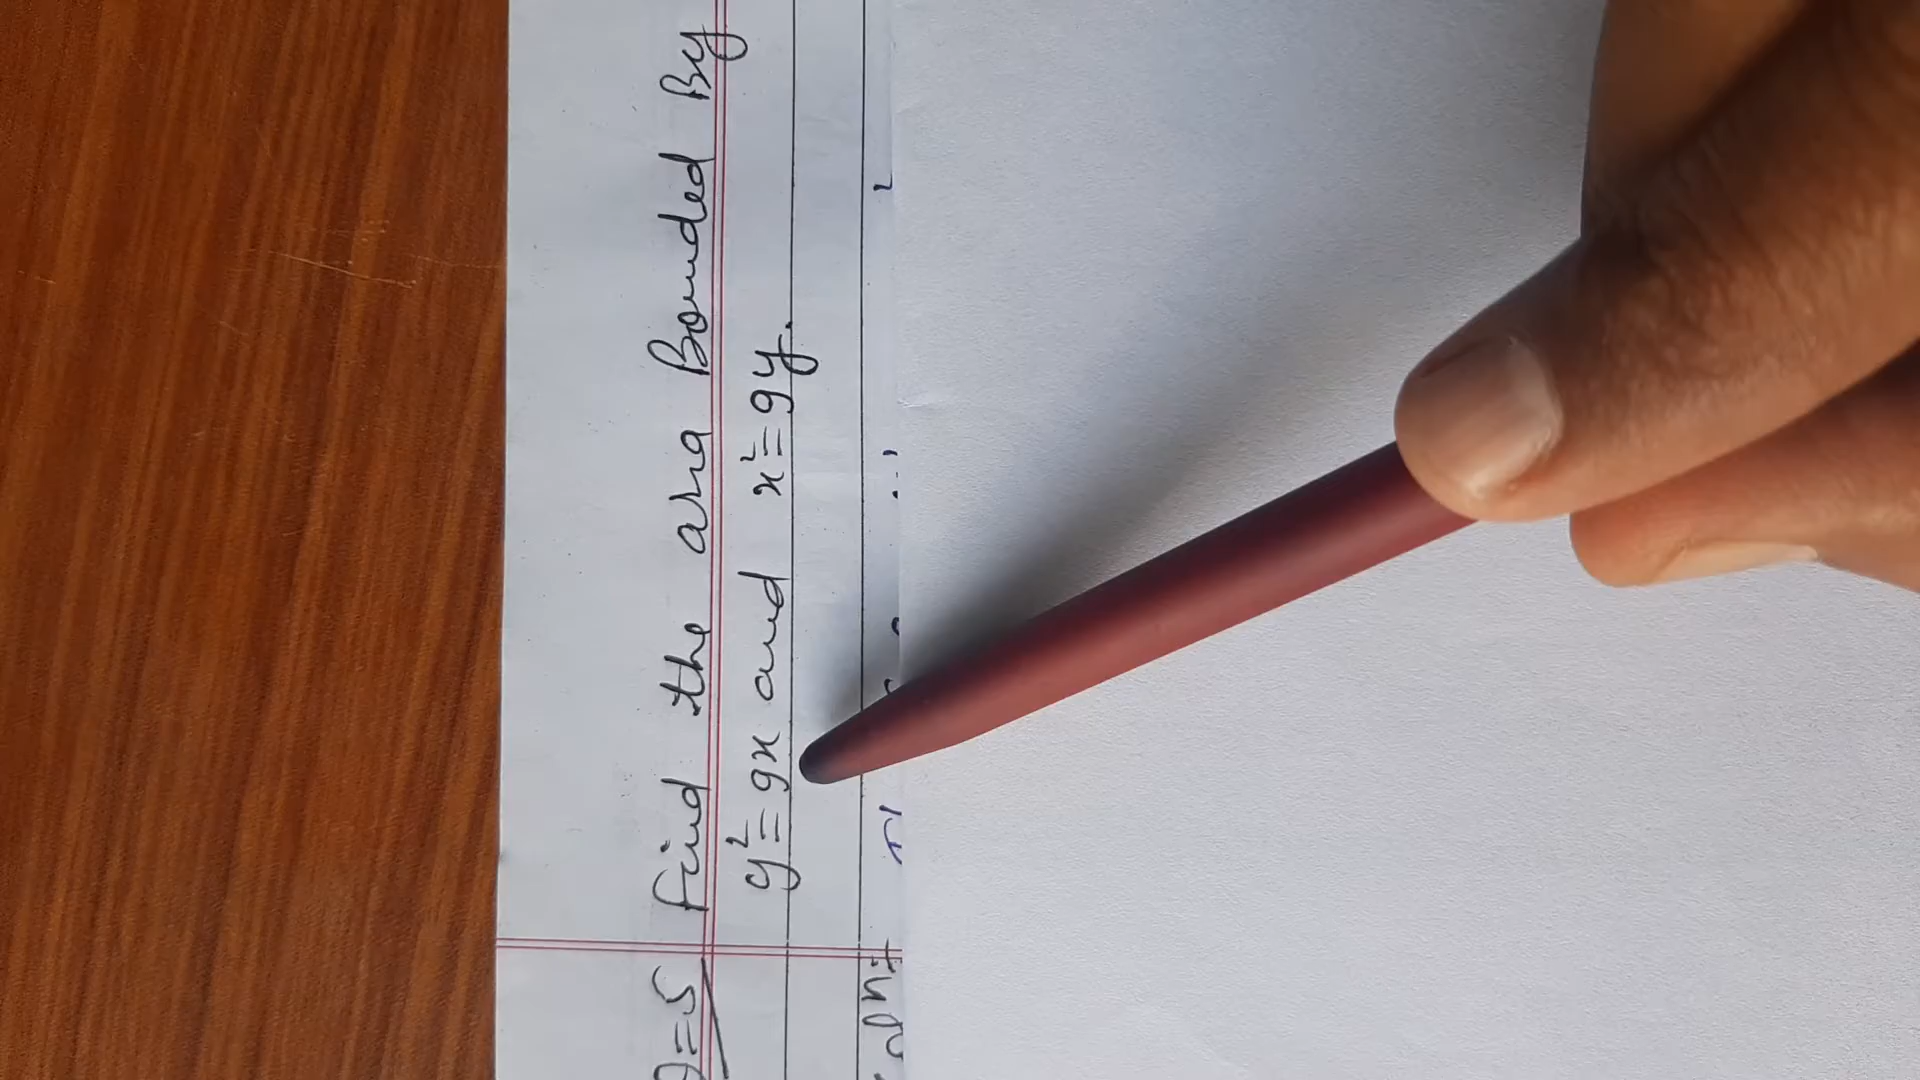 Q=5 Find the area Bounded By
y²=9x and x²=9y.